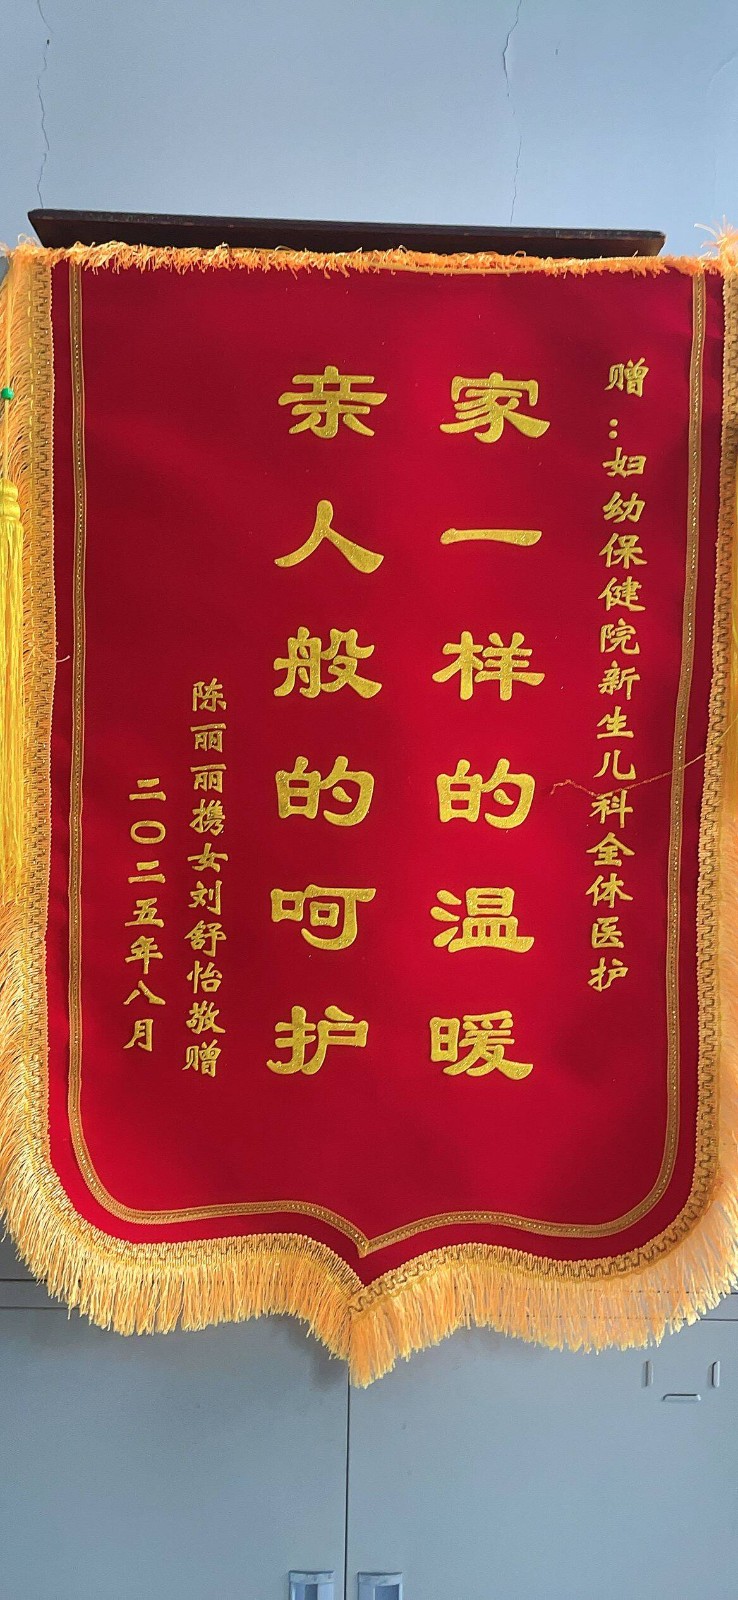 赠：妇幼保健院新生儿科全体医护
家一样的温暖
亲人般的呵护
陈丽丽携女刘舒怡敬赠
二〇二五年八月